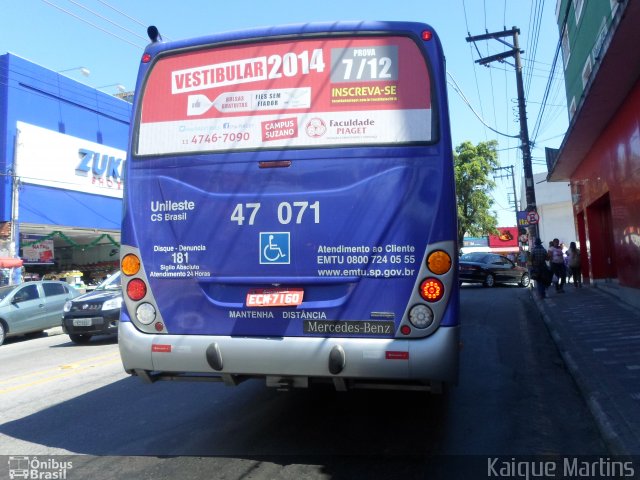 VESTIBULAR2014
PROVA
7/12
BOLSAS GRATUITAS
FIES SEM FIADOR
INSCREVA-SE
11 4746-7090
CAMPUS SUZANO
Faculdade PIAGET
ZUK
Unileste
CS Brasil
47 071
Disque - Denuncia
181
Sigilo Absoluto
Atendimento 24 Horas
Atendimento ao Cliente
EMTU 0800 724 05 55
www.emtu.sp.gov.br
ECM-7160
MANTENHA DISTÂNCIA
Mercedes-Benz
Ônibus Brasil
Kaique Martins